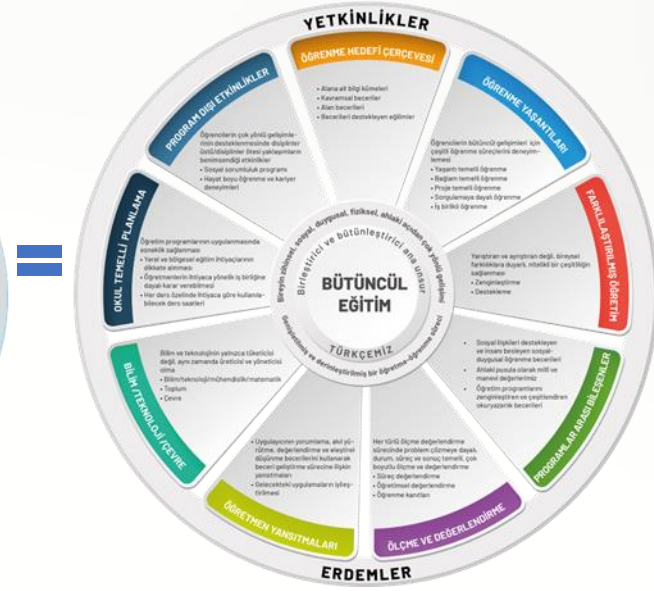 YETKİNLİKLER
ÖĞRENME HEDEFİ ÇERÇEVESİ
• Alana ait bilgi kümeleri
• Kavramsal beceriler
• Alan becerileri
• Becerileri destekleyen eğilimler
ÖĞRENME YAŞANTILARI
Öğrencilerin bütüncül gelişimleri için
çeşitli öğrenme süreçlerini deneyim-
lemesi
• Yaşantı temelli öğrenme
• Bağlam temelli öğrenme
• Proje temelli öğrenme
• Sorgulamaya dayalı öğrenme
• İş birlikli öğrenme
FARKLILAŞTIRILMIŞ ÖĞRETİM
Yarıştıran ve ayrıştıran değil, bireysel
farklılıklara duyarlı, nitelikli bir çeşitliliğin
sağlanması
• Zenginleştirme
• Destekleme
PROGRAMLAR ARASI BİLEŞENLER
• Sosyal ilişkileri destekleyen
ve insanı besleyen sosyal-
duygusal öğrenme becerileri
• Ahlaki pusula olarak millî ve
manevi değerlerimiz
• Öğretim programlarını
zenginleştiren ve çeşitlendiren
okuryazarlık becerileri
ÖLÇME VE DEĞERLENDİRME
Her türlü ölçme değerlendirme
sürecinde problem çözmeye dayalı,
durum, süreç ve sonuç temelli, çok
boyutlu ölçme ve değerlendirme
• Süreç değerlendirme
• Öğretimsel değerlendirme
• Öğrenme kanıtları
ÖĞRETMEN YANSITMALARI
• Uygulayıcının yorumlama, akıl yü-
rütme, değerlendirme ve eleştirel
düşünme becerilerini kullanarak
beceri geliştirme sürecine ilişkin
yansıtmaları
• Gelecekteki uygulamaların iyileş-
tirilmesi
BİLİM /TEKNOLOJİ /ÇEVRE
Bilim ve teknolojinin yalnızca tüketicisi
değil, aynı zamanda üreticisi ve yöneticisi
olma
• Bilim/teknoloji/mühendislik/matematik
• Toplum
• Çevre
OKUL TEMELLİ PLANLAMA
Öğretim programlarının uygulanmasında
esneklik sağlanması
• Yerel ve bölgesel eğitim ihtiyaçlarının
dikkate alınması
• Öğretmenlerin ihtiyaca yönelik iş birliğine
dayalı karar verebilmesi
• Her ders özelinde ihtiyaca göre kullanıla-
bilecek ders saatleri
PROGRAM DIŞI ETKİNLİKLER
Öğrencilerin çok yönlü gelişimle-
rinin desteklenmesinde disiplinler
üstü/disiplinler ötesi yaklaşımların
benimsendiği etkinlikler
• Sosyal sorumluluk programı
• Hayat boyu öğrenme ve kariyer
deneyimleri
Bireyin zihinsel, sosyal, duygusal, fiziksel, ahlaki açıdan çok yönlü gelişimi
Birleştirici ve bütünleştirici ana unsur
BÜTÜNCÜL
EĞİTİM
TÜRKÇEMİZ
Genişletilmiş ve derinleştirilmiş bir öğretme-öğrenme süreci
ERDEMLER